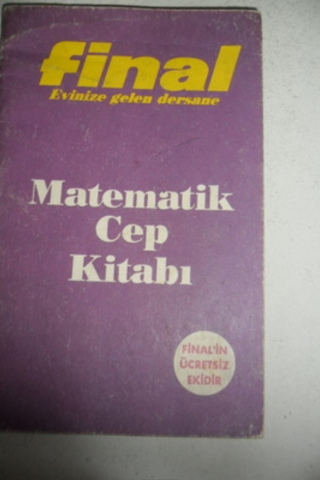 final
Evinize gelen dersane
Matematik
Cep
Kitabı
FİNAL'İN
ÜCRETSİZ
EKİDİR